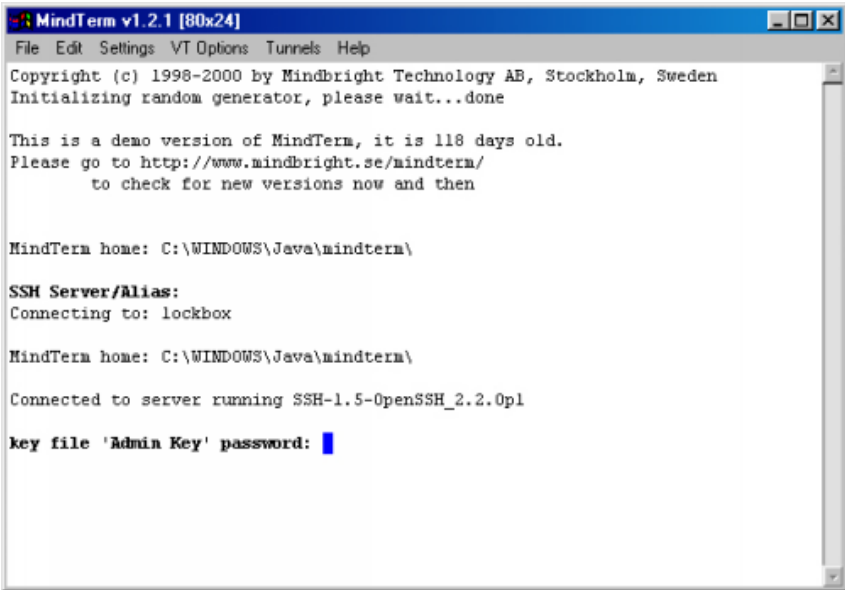 MindTerm v1.2.1 [80x24]
File Edit Settings VT Options Tunnels Help
Copyright (c) 1998-2000 by Mindbright Technology AB, Stockholm, Sweden
Initializing random generator, please wait...done
This is a demo version of MindTerm, it is 118 days old.
Please go to http://www.mindbright.se/mindterm/
to check for new versions now and then
MindTerm home: C:\WINDOWS\Java\mindterm\
SSH Server/Alias:
Connecting to: lockbox
MindTerm home: C:\WINDOWS\Java\mindterm\
Connected to server running SSH-1.5-OpenSSH_2.2.0p1
key file 'Admin Key' password: